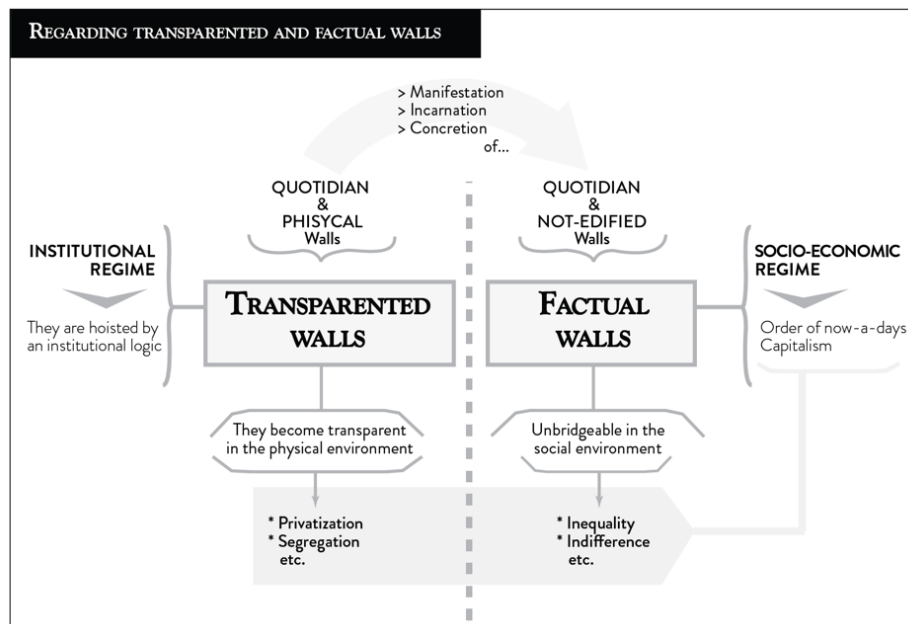 REGARDING TRANSPARENTED AND FACTUAL WALLS
> Manifestation
> Incarnation
> Concretion
of...
QUOTIDIAN
&
PHISYCAL
Walls
QUOTIDIAN
&
NOT-EDIFIED
Walls
INSTITUTIONAL
REGIME
They are hoisted by
an institutional logic
TRANSPARENTED
WALLS
FACTUAL
WALLS
SOCIO-ECONOMIC
REGIME
Order of now-a-days
Capitalism
They become transparent
in the physical environment
Unbridgeable in the
social environment
* Privatization
* Segregation
etc.
* Inequality
* Indifference
etc.